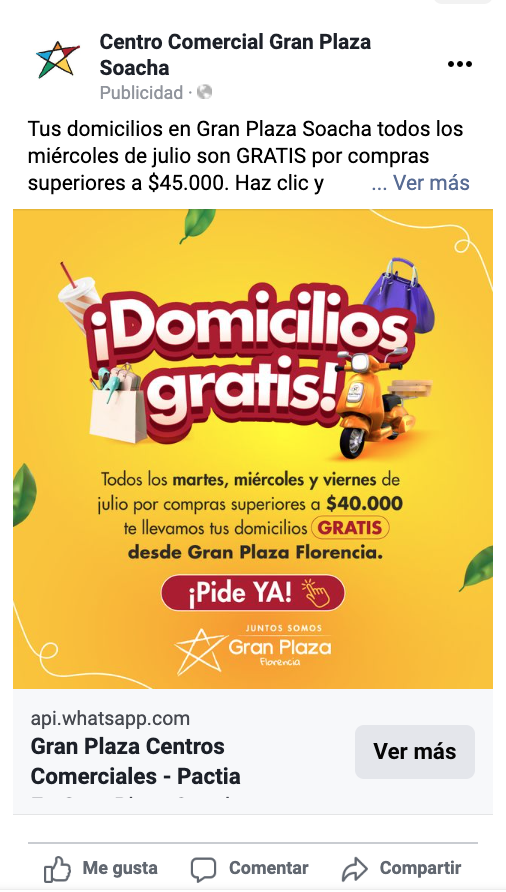 Centro Comercial Gran Plaza
Soacha
Publicidad ·
Tus domicilios en Gran Plaza Soacha todos los
miércoles de julio son GRATIS por compras
superiores a $45.000. Haz clic y ... Ver más
¡Domicilios
gratis!
Todos los martes, miércoles y viernes de
julio por compras superiores a $40.000
te llevamos tus domicilios GRATIS
desde Gran Plaza Florencia.
¡Pide YA!
JUNTOS SOMOS
Gran Plaza
Florencia
api.whatsapp.com
Gran Plaza Centros
Comerciales - Pactia
Ver más
Me gusta
Comentar
Compartir